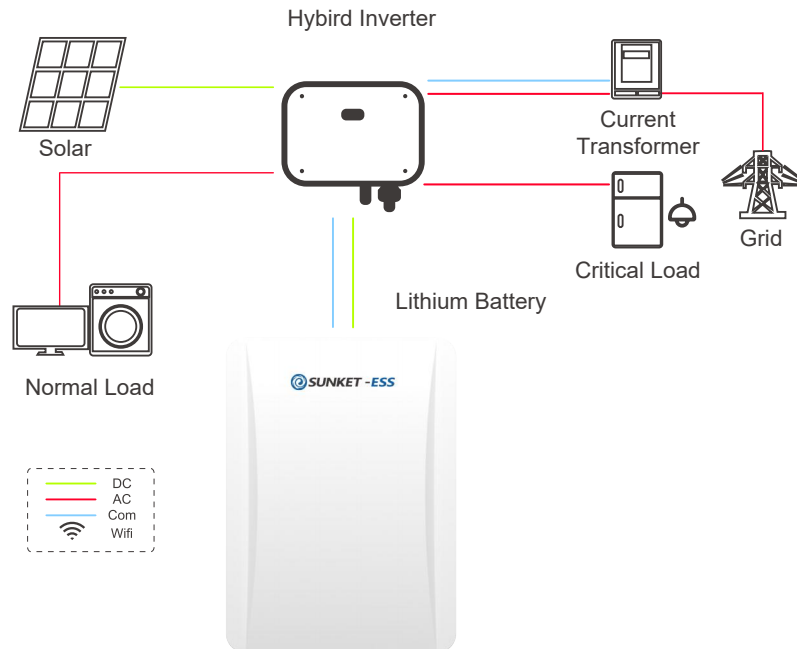 Hybird Inverter
Solar
Current
Transformer
Grid
Critical Load
Lithium Battery
Normal Load
SUNKET - ESS
DC
AC
Com
Wifi